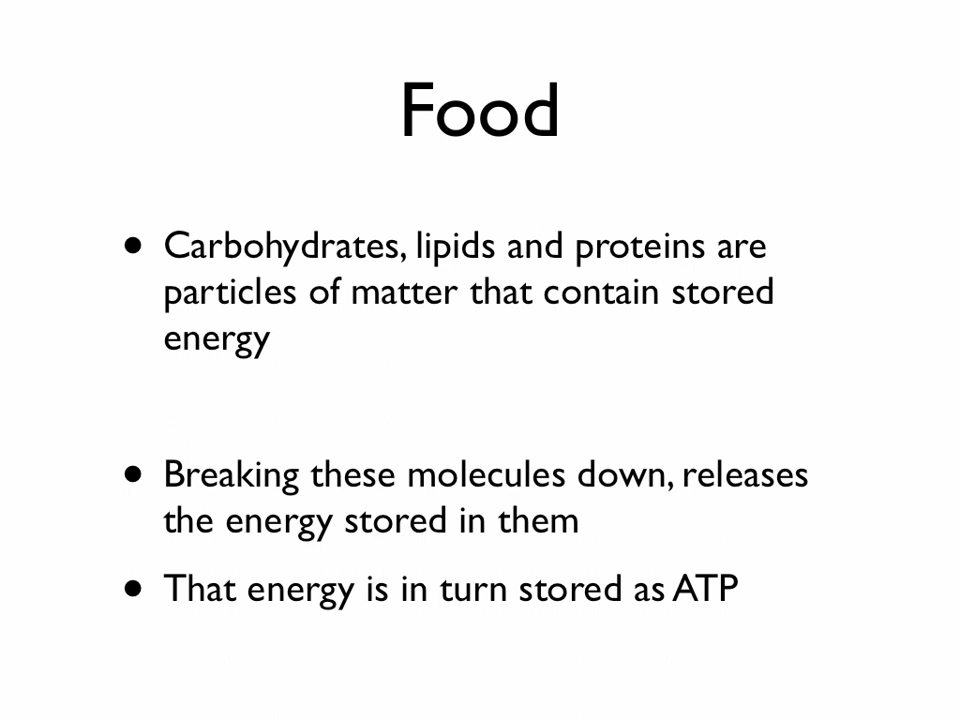 Food
• Carbohydrates, lipids and proteins are
particles of matter that contain stored
energy
• Breaking these molecules down, releases
the energy stored in them
• That energy is in turn stored as ATP